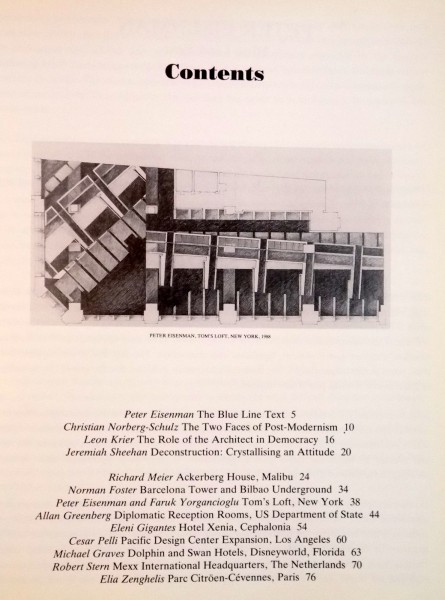 Contents
PETER EISENMAN, TOM'S LOFT, NEW YORK, 1988
Peter Eisenman The Blue Line Text 5
Christian Norberg-Schulz The Two Faces of Post-Modernism 10
Leon Krier The Role of the Architect in Democracy 16
Jeremiah Sheehan Deconstruction: Crystallising an Attitude 20
Richard Meier Ackerberg House, Malibu 24
Norman Foster Barcelona Tower and Bilbao Underground 34
Peter Eisenman and Faruk Yorgancioglu Tom's Loft, New York 38
Allan Greenberg Diplomatic Reception Rooms, US Department of State 44
Eleni Gigantes Hotel Xenia, Cephalonia 54
Cesar Pelli Pacific Design Center Expansion, Los Angeles 60
Michael Graves Dolphin and Swan Hotels, Disneyworld, Florida 63
Robert Stern Mexx International Headquarters, The Netherlands 70
Elia Zenghelis Parc Citröen-Cévennes, Paris 76